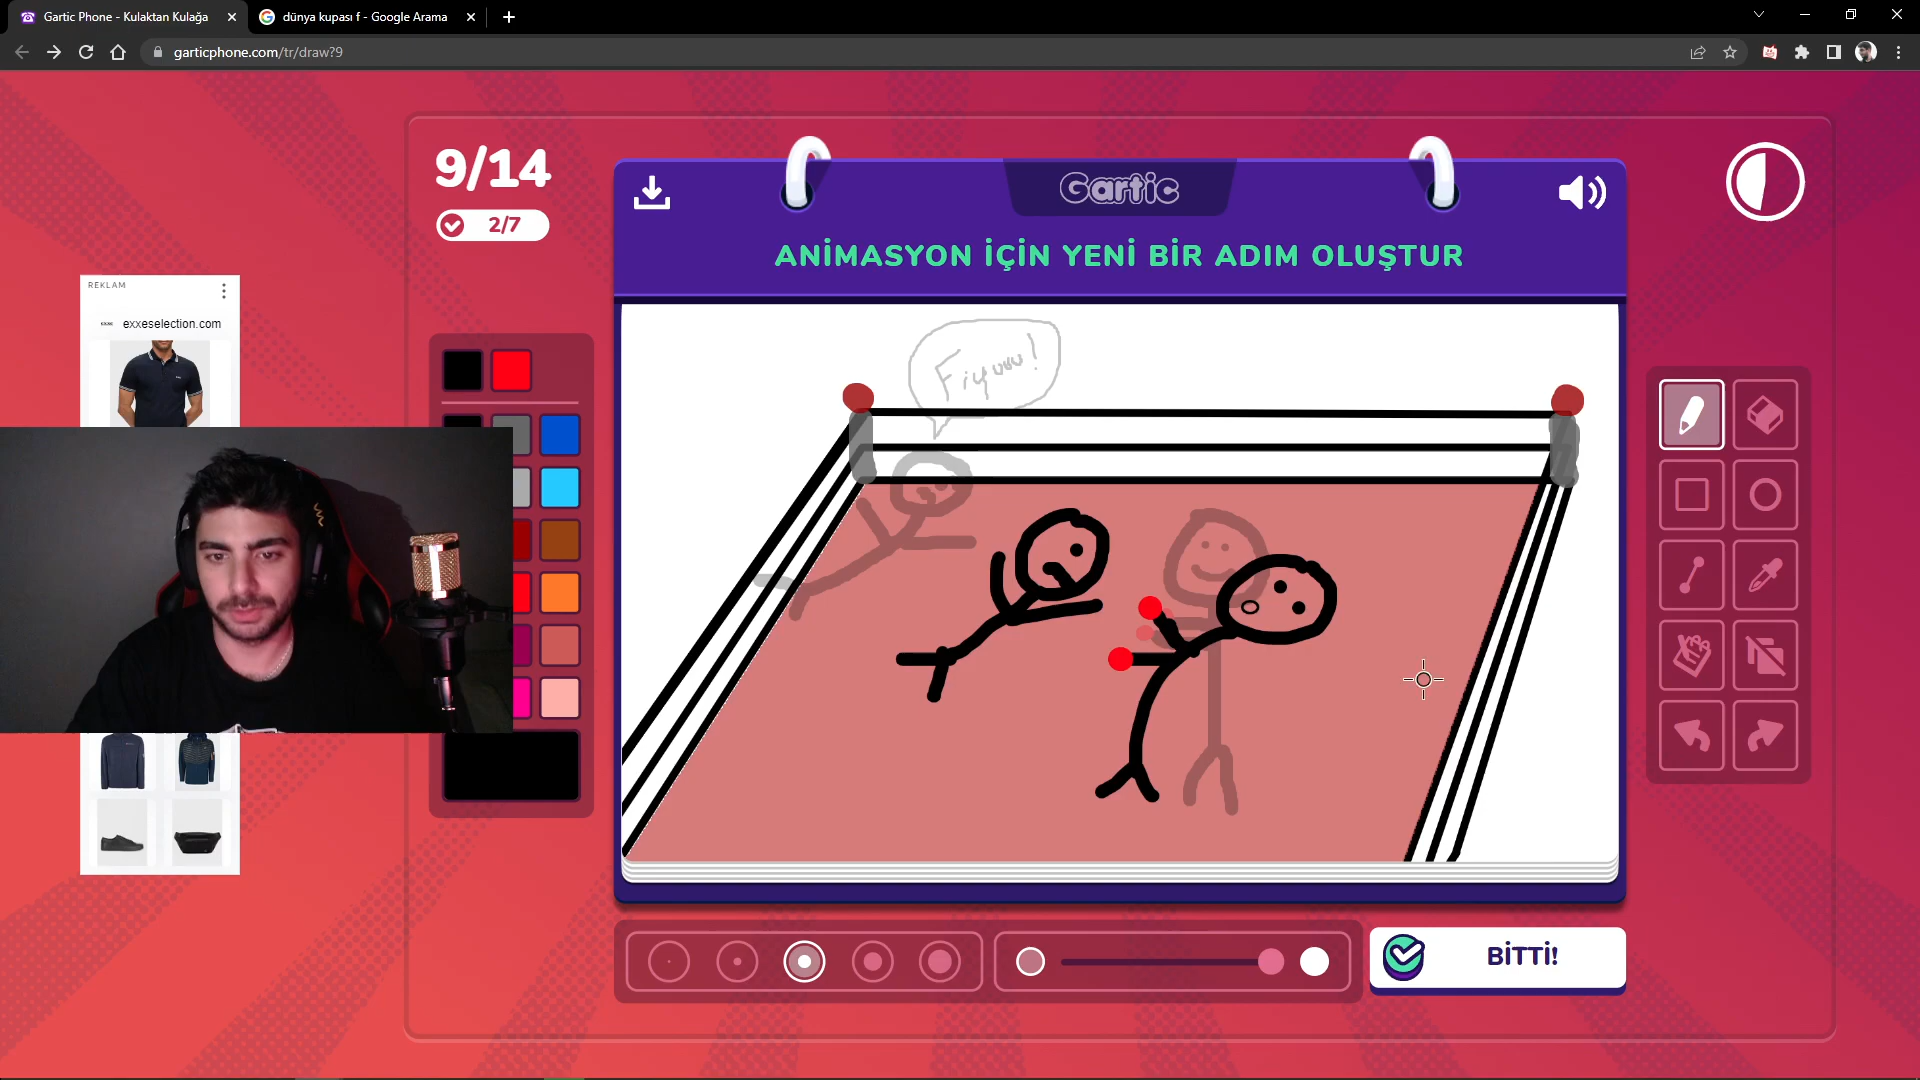 Gartic Phone - Kulaktan Kulağa
dünya kupası f - Google Arama
garticphone.com/tr/draw?9
9/14
2/7
Gartic
ANİMASYON İÇİN YENİ BİR ADIM OLUŞTUR
REKLAM
exxeselection.com
BİTTİ!